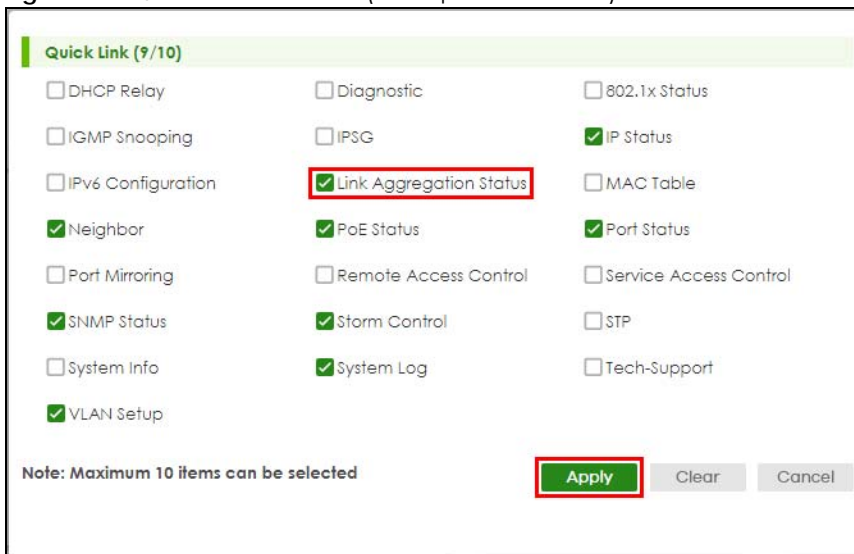 Quick Link (9/10)
DHCP Relay Diagnostic 802.1x Status
IGMP Snooping IPSG IP Status
IPv6 Configuration Link Aggregation Status MAC Table
Neighbor PoE Status Port Status
Port Mirroring Remote Access Control Service Access Control
SNMP Status Storm Control STP
System Info System Log Tech-Support
VLAN Setup
Note: Maximum 10 items can be selected Apply Clear Cancel